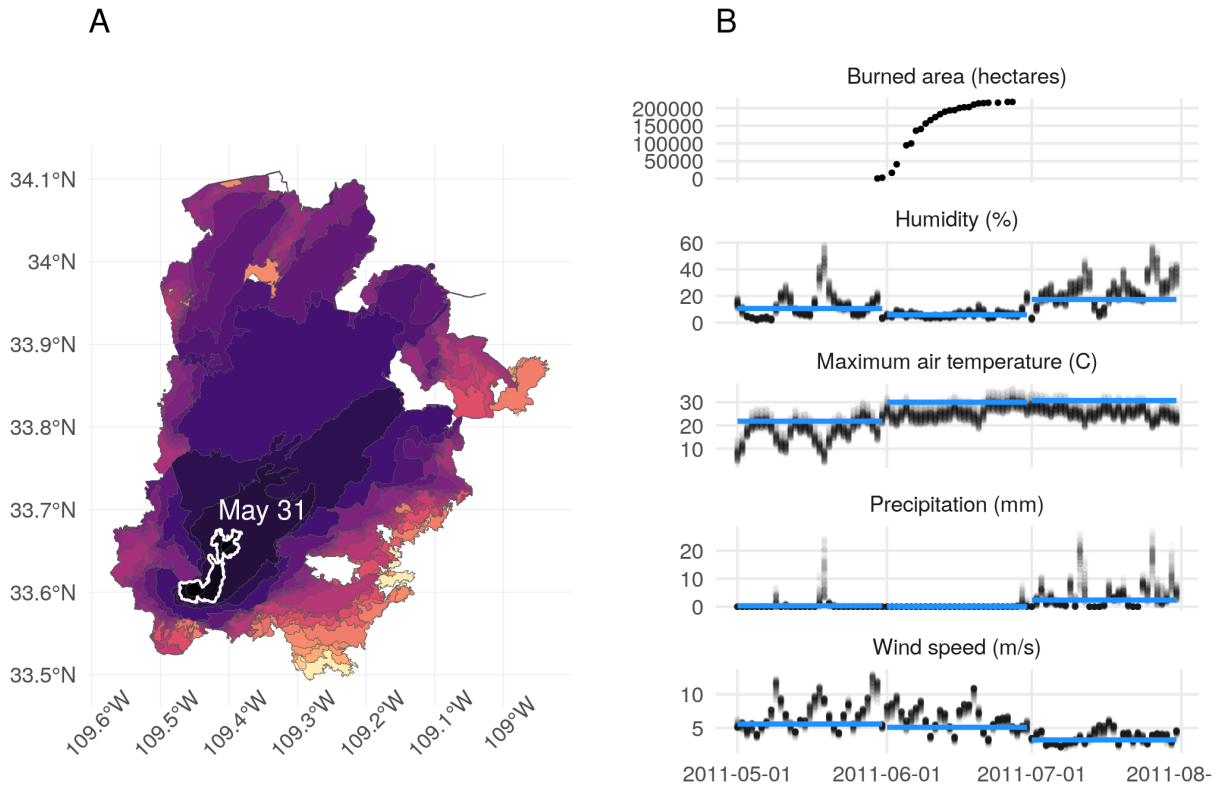 A
34.1°N
34°N
33.9°N
33.8°N
33.7°N
33.6°N
33.5°N
May 31
109.6°W
109.5°W
109.4°W
109.3°W
109.2°W
109.1°W
109°W
B
Burned area (hectares)
200000
150000
100000
50000
0
Humidity (%)
60
40
20
0
Maximum air temperature (C)
30
20
10
Precipitation (mm)
20
10
0
Wind speed (m/s)
10
5
2011-05-01 2011-06-01 2011-07-01 2011-08-